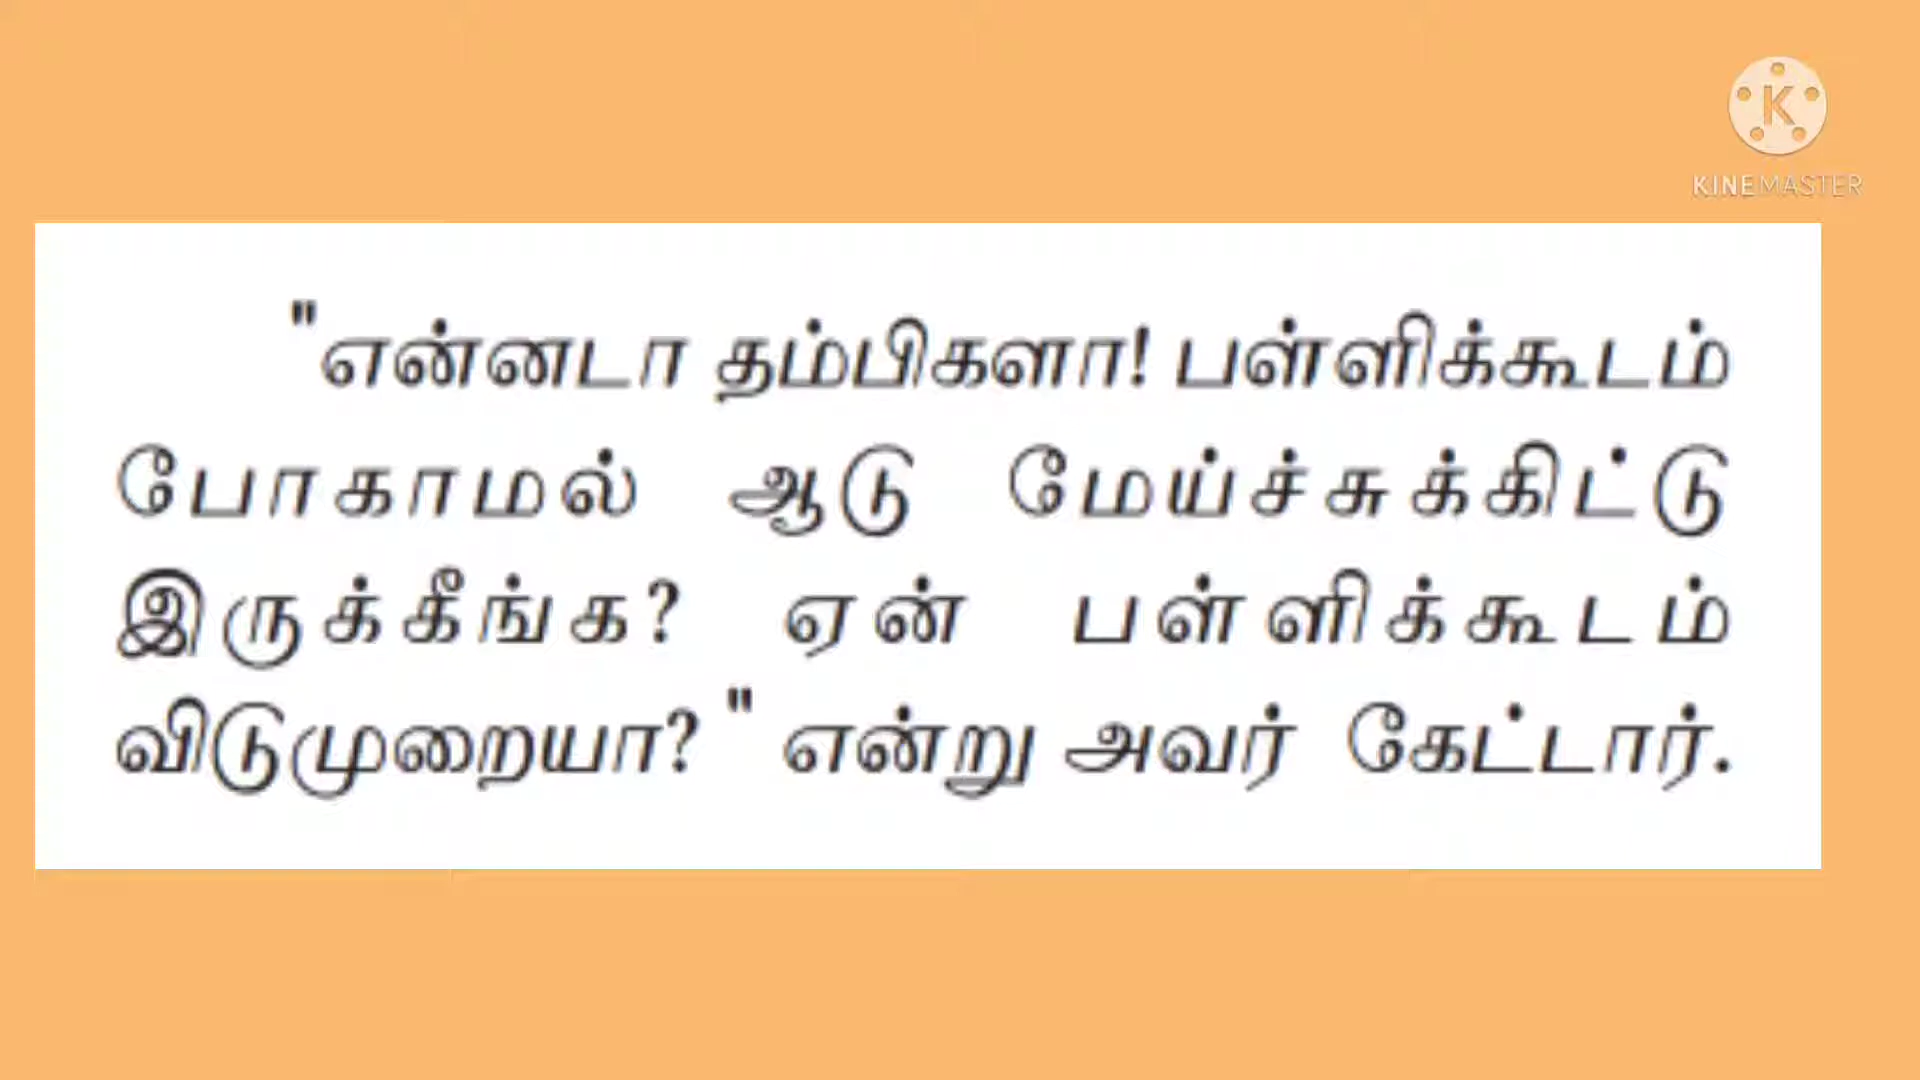 KINEMASTER
"என்னடா தம்பிகளா! பள்ளிக்கூடம்
போகாமல் ஆடு மேய்ச்சுக்கிட்டு
இருக்கீங்க? ஏன் பள்ளிக்கூடம்
விடுமுறையா?" என்று அவர் கேட்டார்.